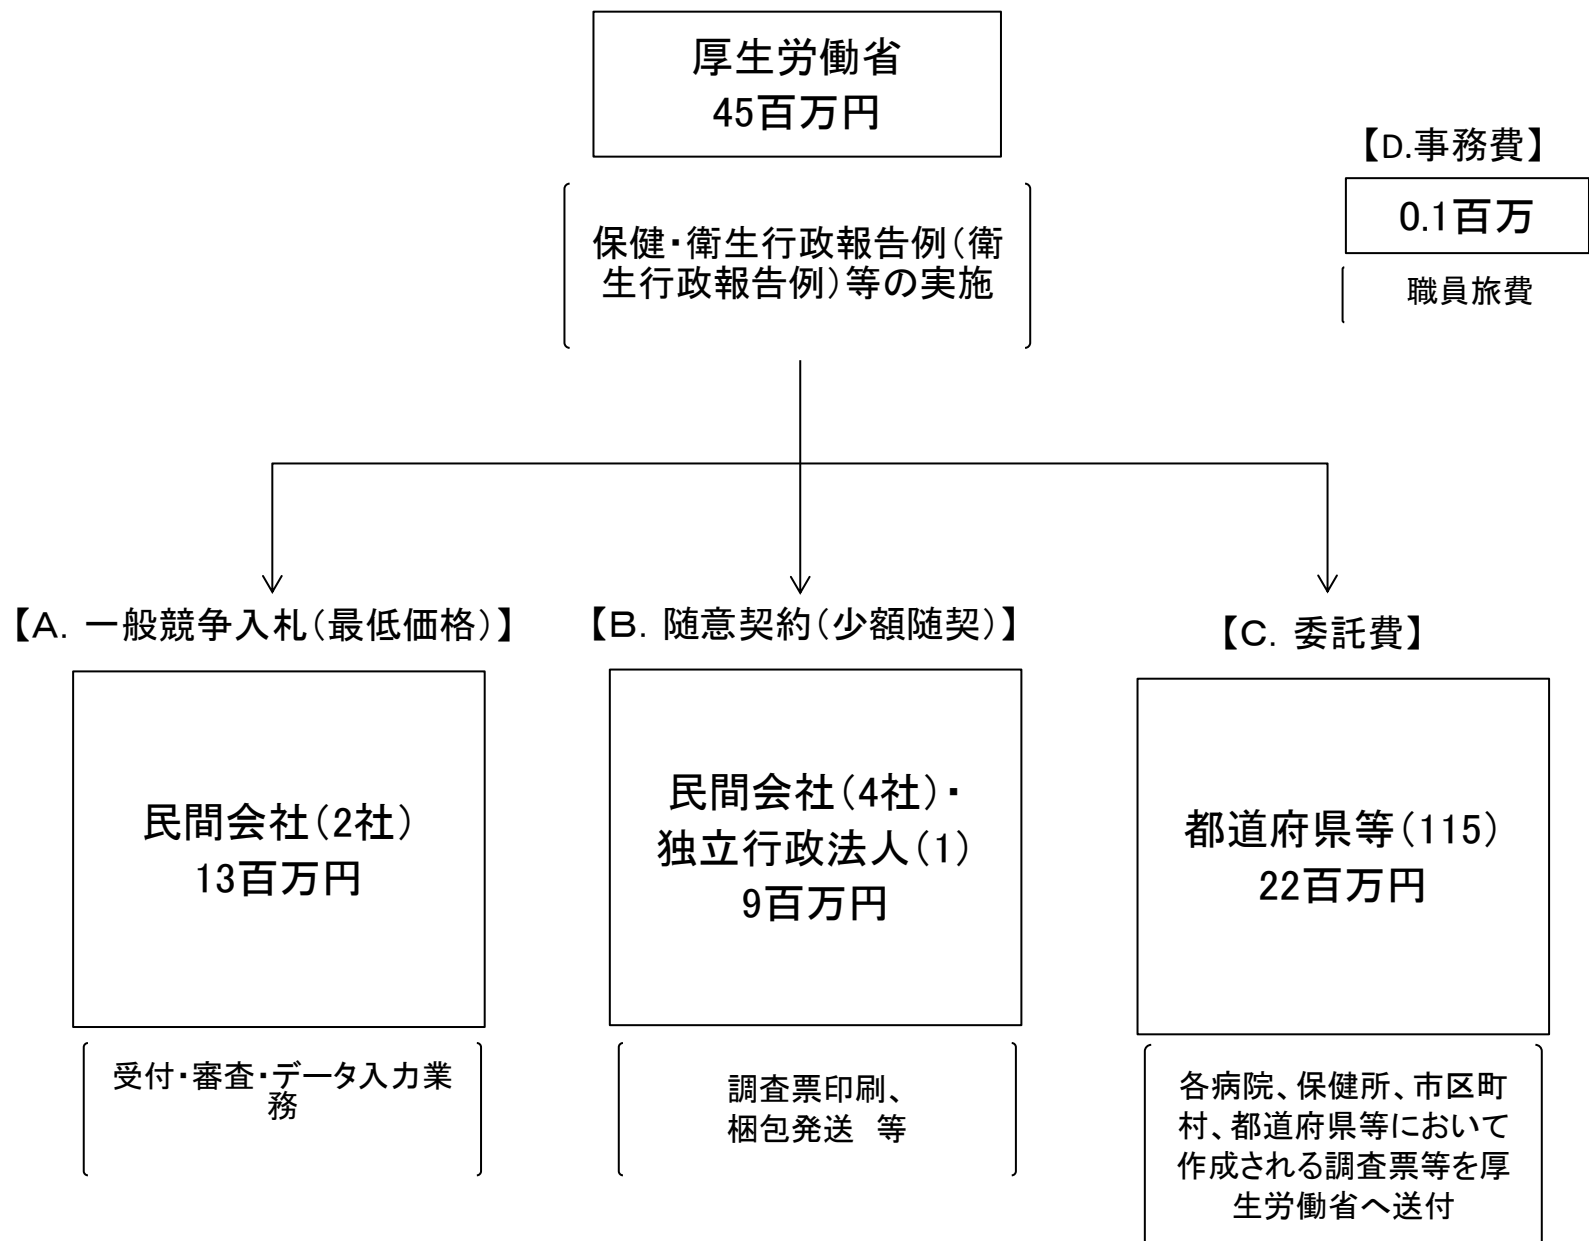 厚生労働省
45百万円
【D.事務費】
0.1百万
職員旅費
保健・衛生行政報告例(衛
生行政報告例)等の実施
【A. 一般競争入札(最低価格)】
民間会社(2社)
13百万円
受付・審査・データ入力業
務
【B. 随意契約(少額随契)】
民間会社(4社)・
独立行政法人(1)
9百万円
調査票印刷、
梱包発送 等
【C. 委託費】
都道府県等(115)
22百万円
各病院、保健所、市区町
村、都道府県等において
作成される調査票等を厚
生労働省へ送付